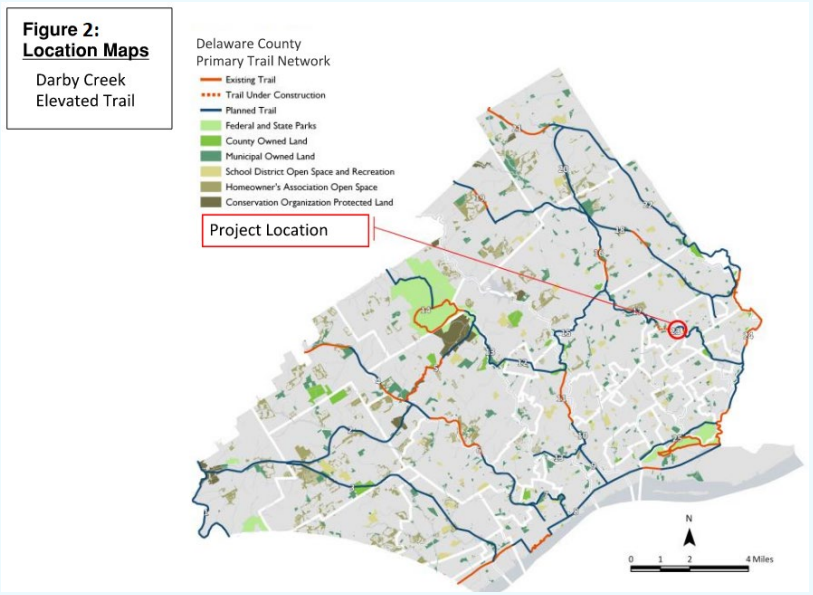 Figure 2:
Location Maps
Darby Creek
Elevated Trail
Delaware County
Primary Trail Network
Existing Trail
Trail Under Construction
Planned Trail
Federal and State Parks
County Owned Land
Municipal Owned Land
School District Open Space and Recreation
Homeowner's Association Open Space
Conservation Organization Protected Land
Project Location
N
0 1 2 4 Miles